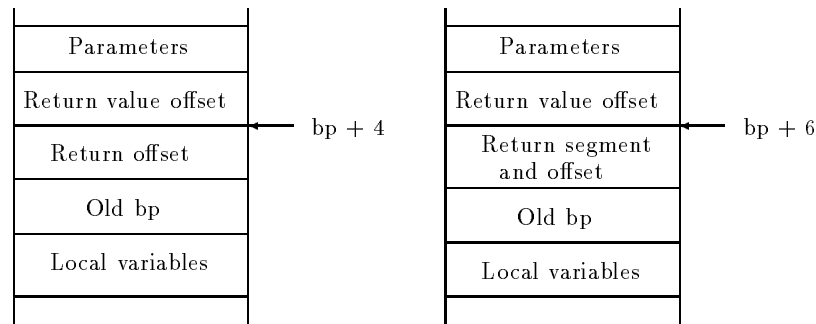 Parameters
Return value offset
bp + 4
Return offset
Old bp
Local variables
Parameters
Return value offset
bp + 6
Return segment
and offset
Old bp
Local variables